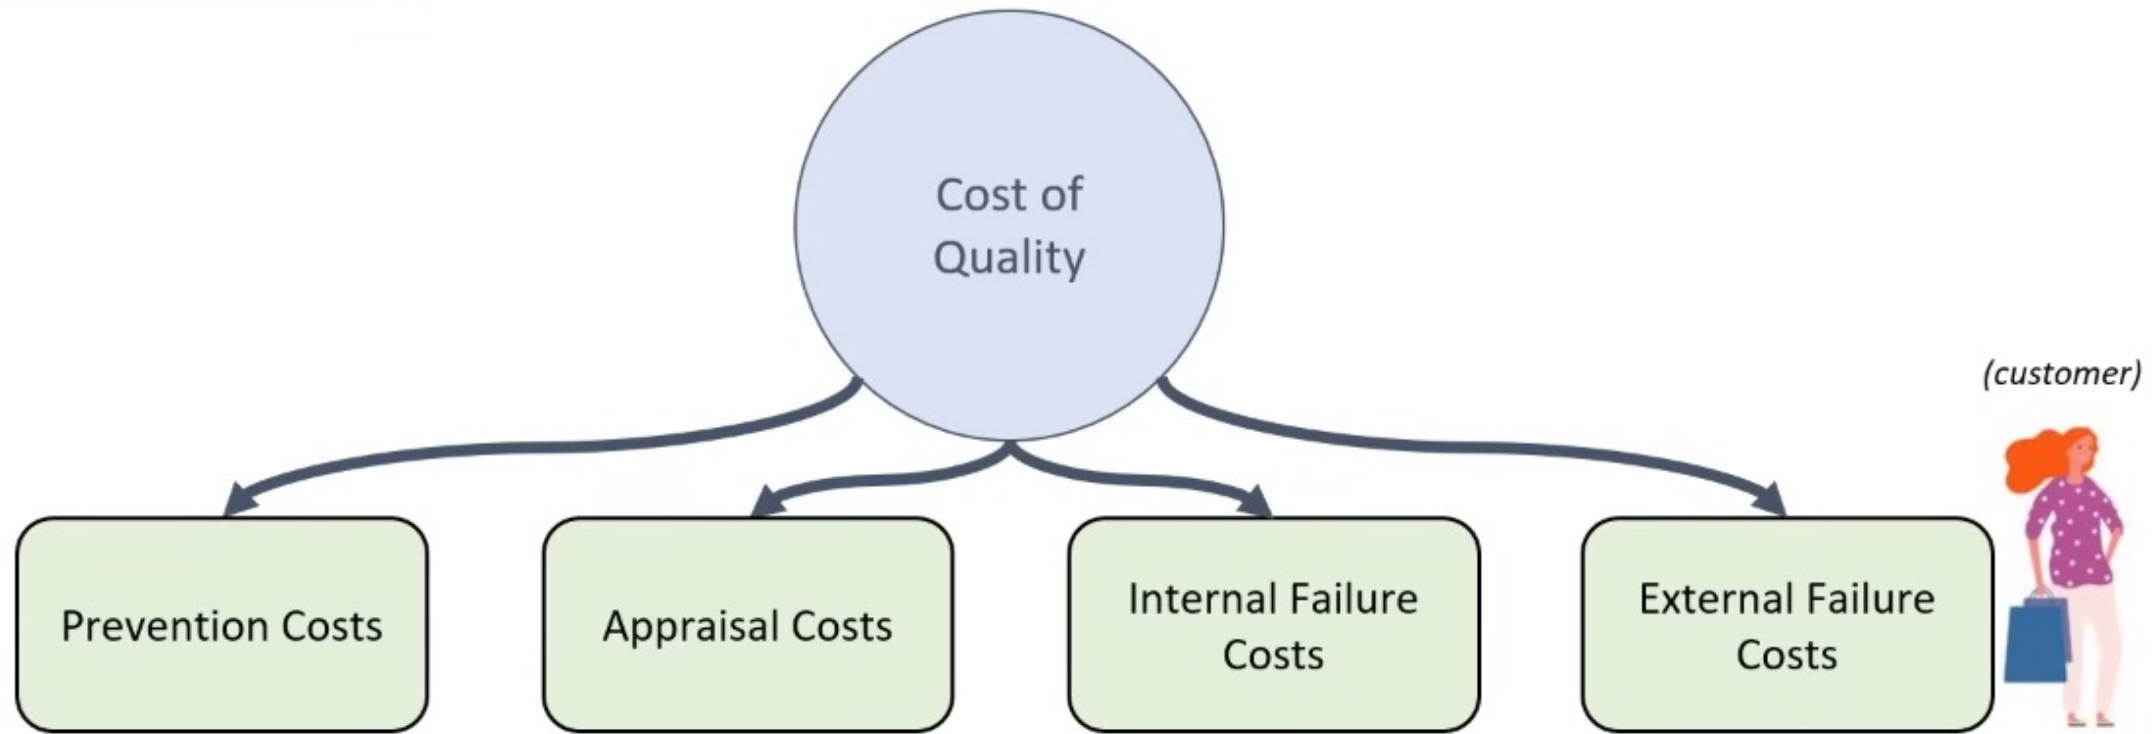 Cost of
Quality
(customer)
Prevention Costs
Appraisal Costs
Internal Failure
Costs
External Failure
Costs